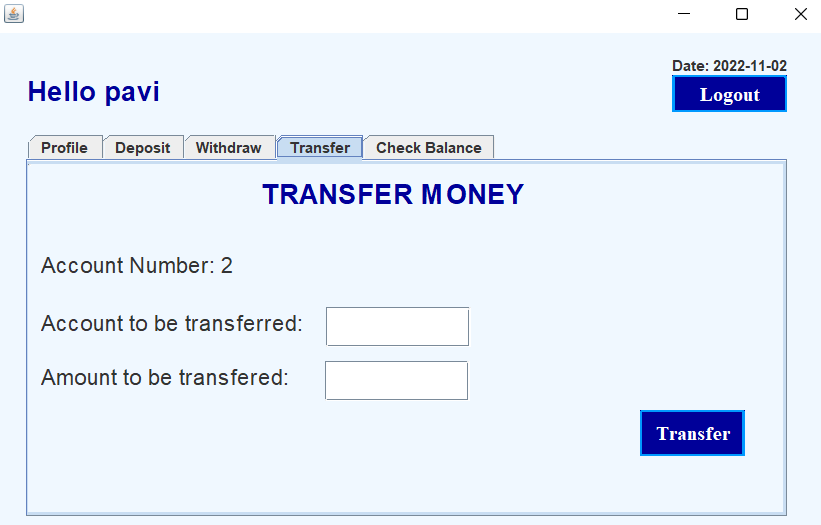 Date: 2022-11-02
Hello pavi
Logout
Profile Deposit Withdraw Transfer Check Balance
TRANSFER MONEY
Account Number: 2
Account to be transferred:
Amount to be transfered:
Transfer